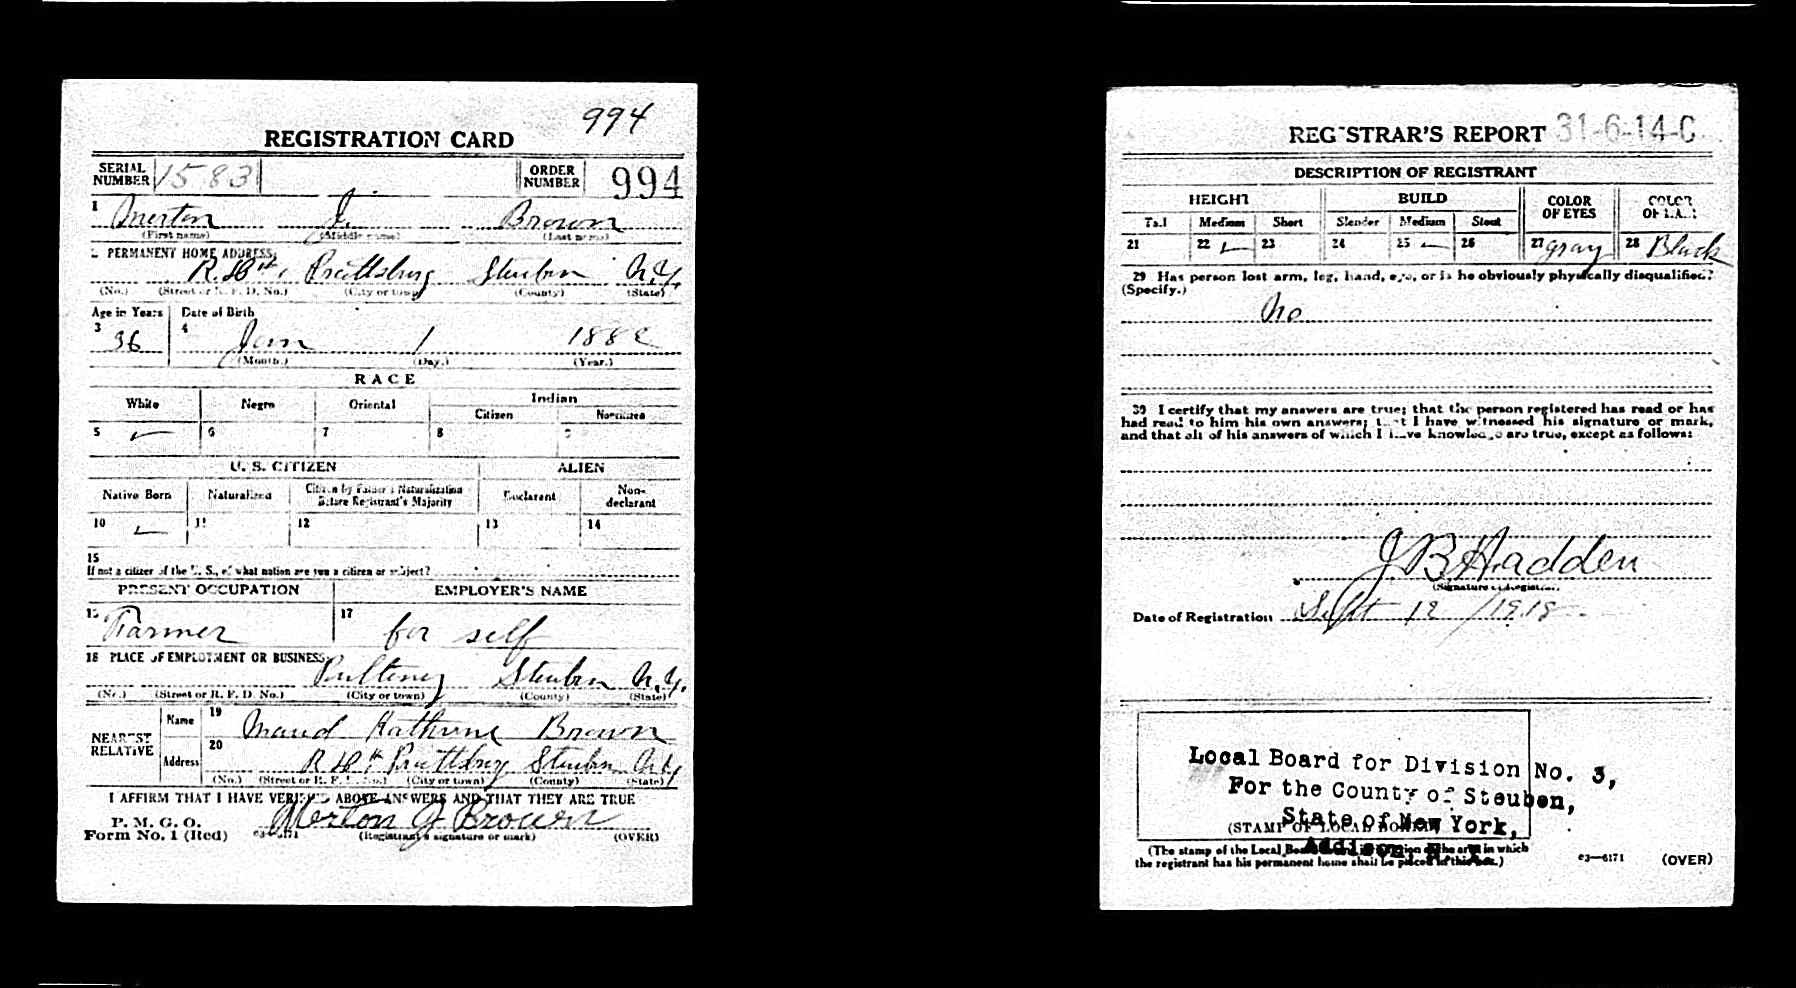 994
REGISTRATION CARD
SERIAL NUMBER 1583 ORDER NUMBER 994
1 Merton J. Brown
(First name) (Middle name) (Last name)
2 PERMANENT HOME ADDRESS:
Prattsburg Steuben N.Y.
(No.) (Street or R. F. D. No.) (City or town) (County) (State)
Age in Years Date of Birth
3 36 4 Jan 1 1882
(Month.) (Day.) (Year.)
RACE
White Negro Oriental Indian
Citizen Noncitizen
5 ✓ 6 7 8 9
U. S. CITIZEN ALIEN
Native Born Naturalized Citizen by Father's Naturalization Before Registrant's Majority Declarant Non-declarant
10 ✓ 11 12 13 14
15
If not a citizen of the U. S., of what nation are you a citizen or subject?
PRESENT OCCUPATION EMPLOYER'S NAME
16 Farmer 17 for self
18 PLACE OF EMPLOYMENT OR BUSINESS:
Pulteney Steuben N.Y.
(No.) (Street or R. F. D. No.) (City or town) (County) (State)
NEAREST RELATIVE Name 19 Maud Kathrine Brown
Address 20 Prattsburg Steuben N.Y.
(No.) (Street or R. F. D. No.) (City or town) (County) (State)
I AFFIRM THAT I HAVE VERIFIED ABOVE ANSWERS AND THAT THEY ARE TRUE
P. M. G. O.
Form No. 1 (Red) Merton J Brown
(Registrant's signature or mark) (OVER)
REGISTRAR'S REPORT 31-6-14-C
DESCRIPTION OF REGISTRANT
HEIGHT BUILD COLOR OF EYES COLOR OF HAIR
Tall Medium Short Slender Medium Stout
21 22 ✓ 23 24 25 ✓ 26 27 gray 28 Black
29 Has person lost arm, leg, hand, eye, or is he obviously physically disqualified?
(Specify.)
No
30 I certify that my answers are true; that the person registered has read or has
had read to him his own answers; that I have witnessed his signature or mark,
and that all of his answers of which I have knowledge are true, except as follows:
J B Hadden
(Signature of Registrar)
Date of Registration Sept 12 / 1918
Local Board for Division No. 3,
For the County of Steuben,
State of New York,
(STAMP OF LOCAL BOARD)
Addison, N. Y.
(The stamp of the Local Board having jurisdiction of the area in which
the registrant has his permanent home shall be placed in this box.)
63—6171 (OVER)